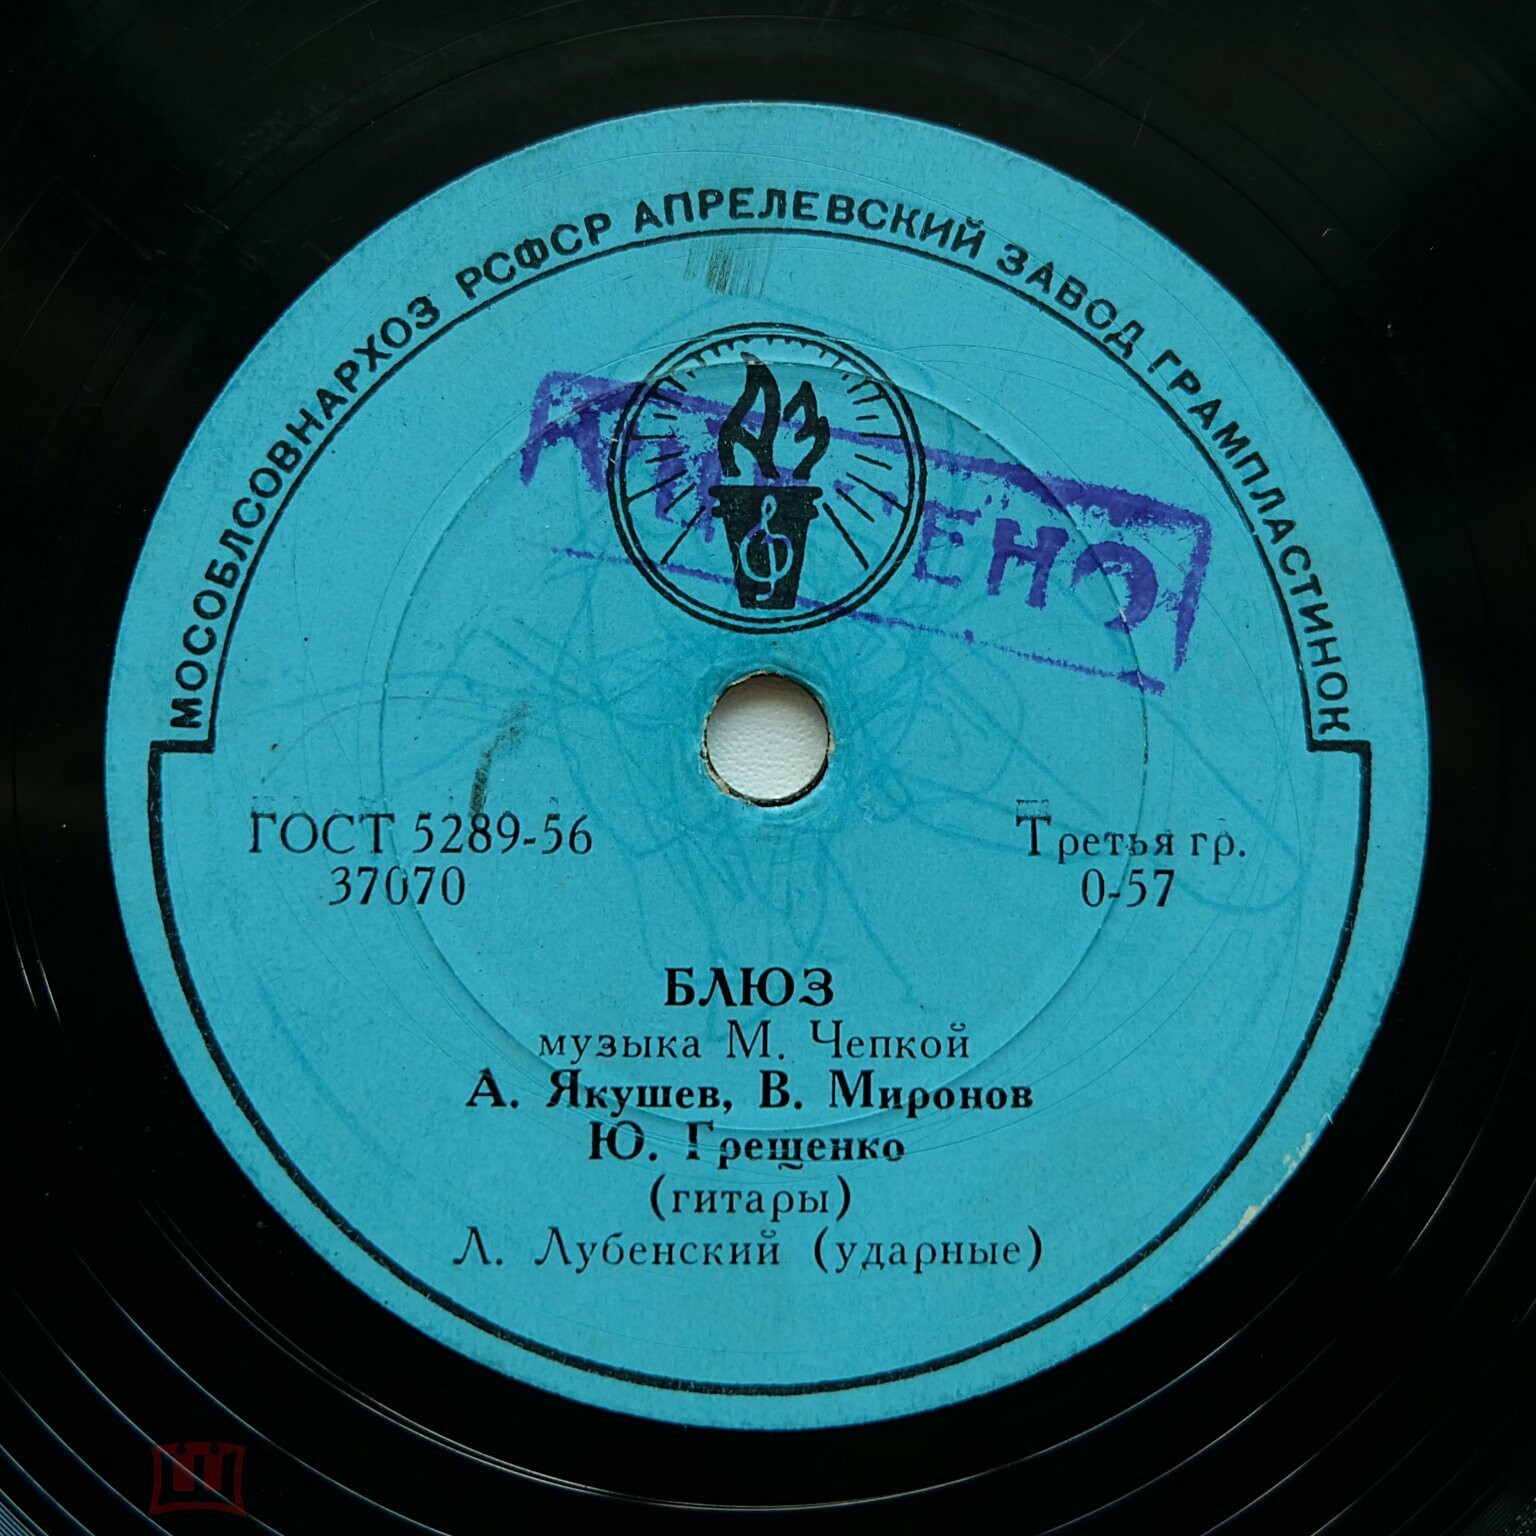 МОСОБЛСОВНАРХОЗ РСФСР АПРЕЛЕВСКИЙ ЗАВОД ГРАМПЛАСТИНОК
ГОСТ 5289-56
37070
Третья гр.
0-57
БЛЮЗ
музыка М. Чепкой
А. Якушев, В. Миронов
Ю. Грещенко
(гитары)
Л. Лубенский (ударные)